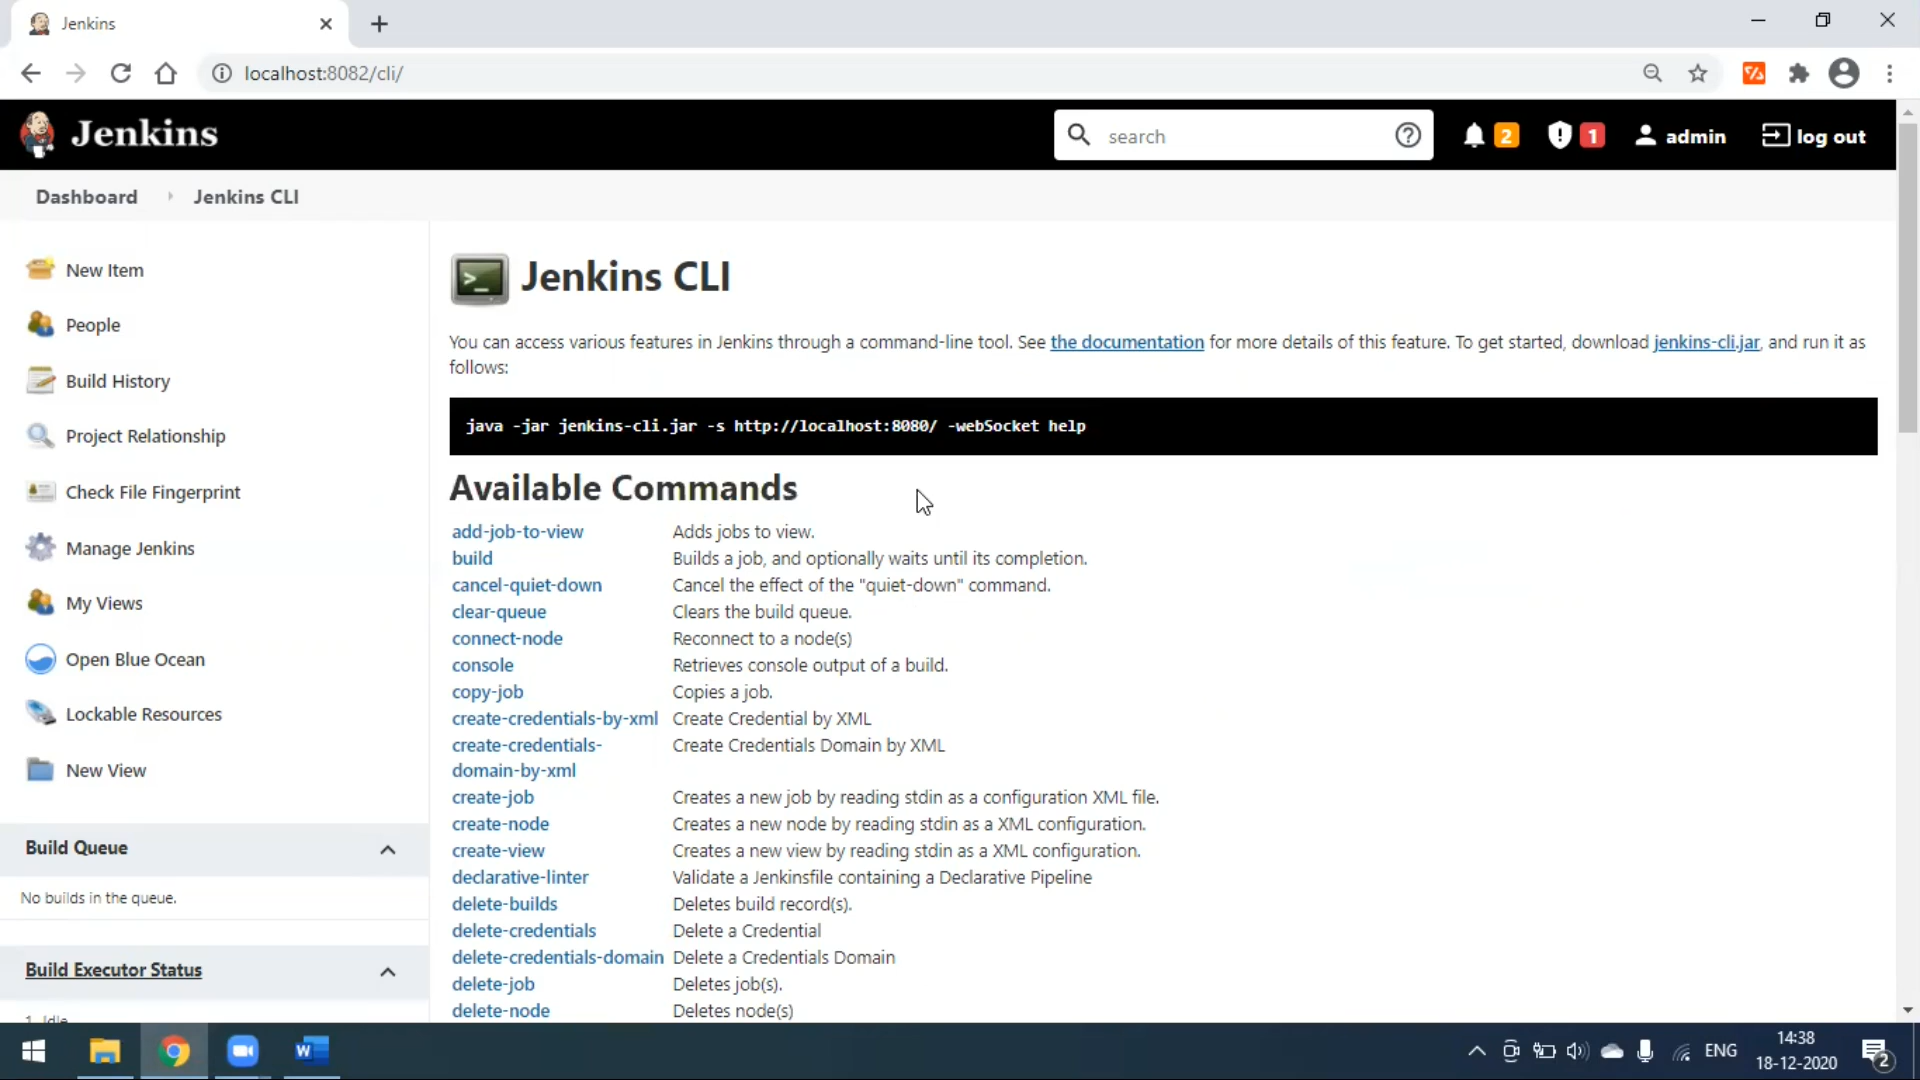 Jenkins
localhost:8082/cli/
Jenkins
search
2
1
admin
log out
Dashboard
Jenkins CLI
New Item
People
Build History
Project Relationship
Check File Fingerprint
Manage Jenkins
My Views
Open Blue Ocean
Lockable Resources
New View
Build Queue
No builds in the queue.
Build Executor Status
1 Idle
Jenkins CLI
You can access various features in Jenkins through a command-line tool. See the documentation for more details of this feature. To get started, download jenkins-cli.jar, and run it as
follows:
java -jar jenkins-cli.jar -s http://localhost:8080/ -webSocket help
Available Commands
add-job-to-view Adds jobs to view.
build Builds a job, and optionally waits until its completion.
cancel-quiet-down Cancel the effect of the "quiet-down" command.
clear-queue Clears the build queue.
connect-node Reconnect to a node(s)
console Retrieves console output of a build.
copy-job Copies a job.
create-credentials-by-xml Create Credential by XML
create-credentials- Create Credentials Domain by XML
domain-by-xml
create-job Creates a new job by reading stdin as a configuration XML file.
create-node Creates a new node by reading stdin as a XML configuration.
create-view Creates a new view by reading stdin as a XML configuration.
declarative-linter Validate a Jenkinsfile containing a Declarative Pipeline
delete-builds Deletes build record(s).
delete-credentials Delete a Credential
delete-credentials-domain Delete a Credentials Domain
delete-job Deletes job(s).
delete-node Deletes node(s)
W
ENG
14:38
18-12-2020
2